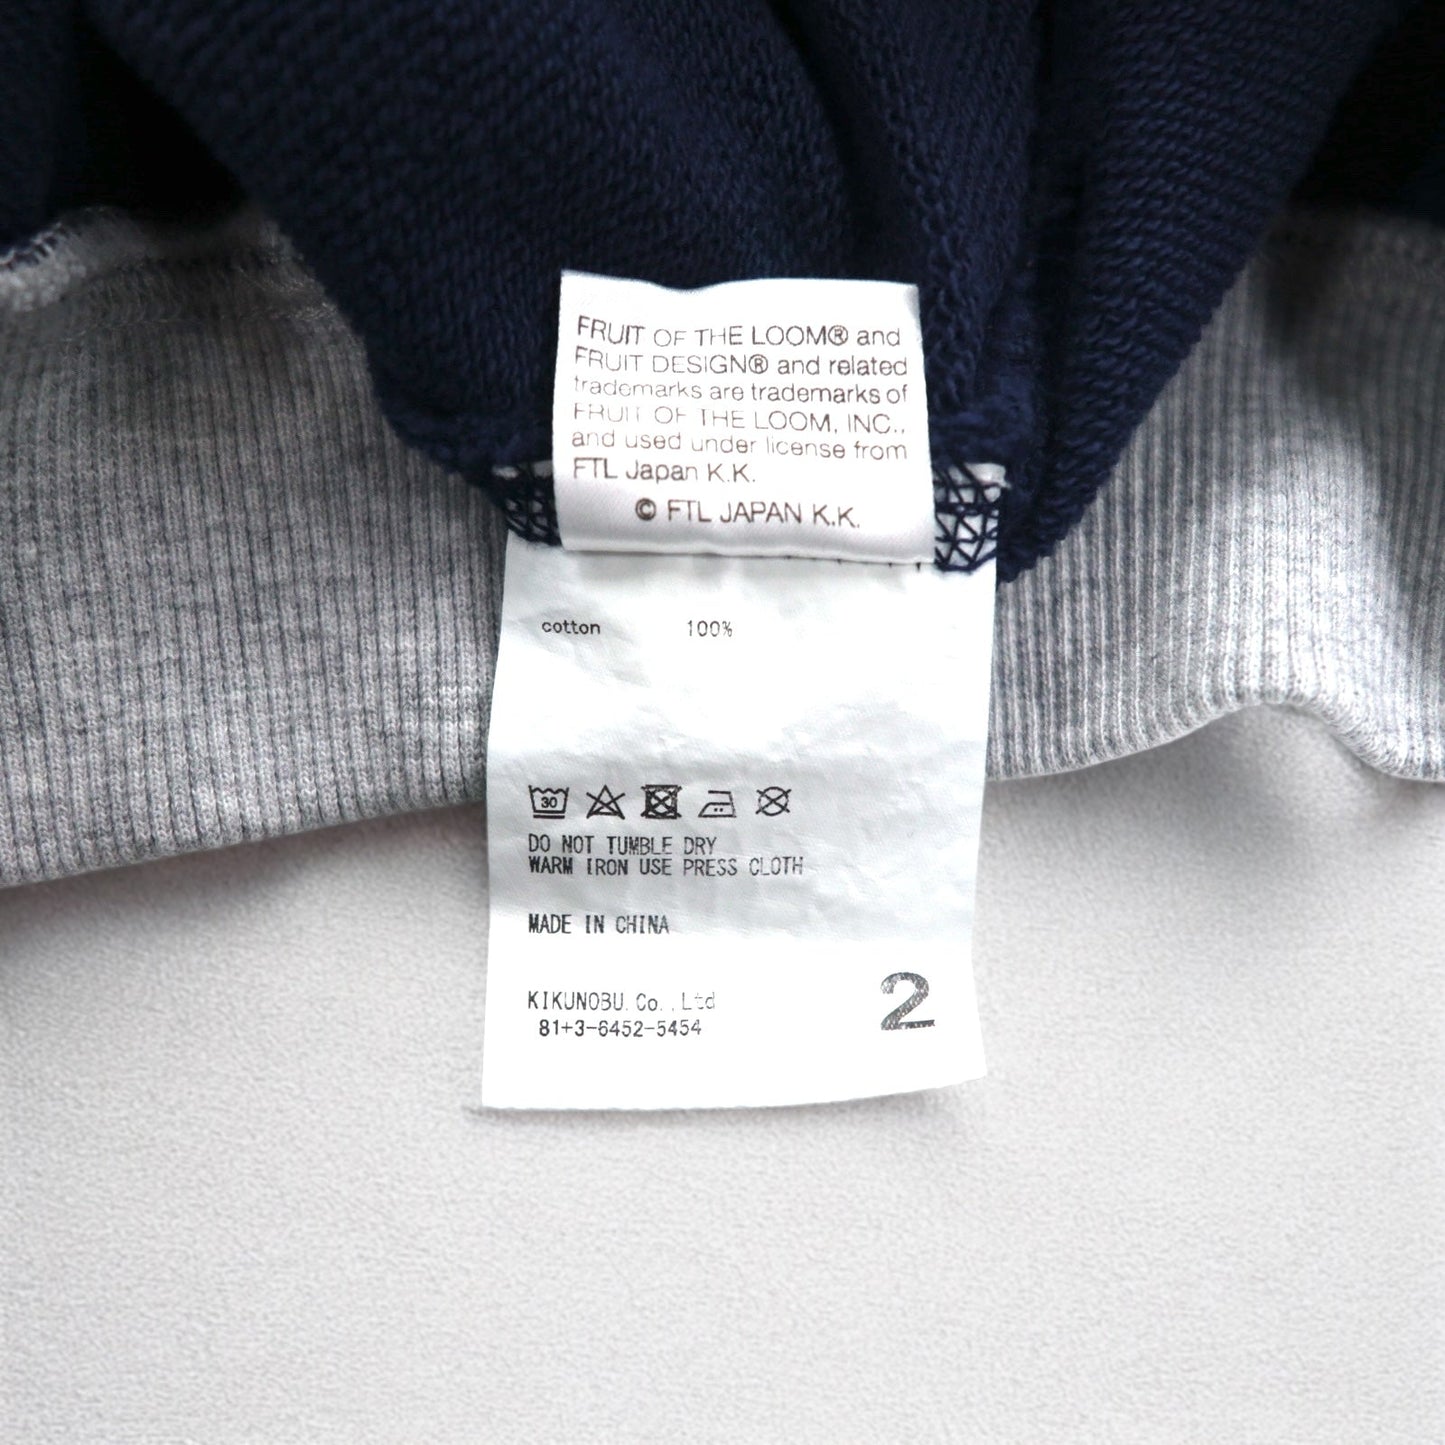 FRUIT OF THE LOOM® and
FRUIT DESIGN® and related
trademarks are trademarks of
FRUIT OF THE LOOM, INC.,
and used under license from
FTL Japan K.K.
© FTL JAPAN K.K.
cotton 100%
30
DO NOT TUMBLE DRY
WARM IRON USE PRESS CLOTH
MADE IN CHINA
KIKUNOBU.Co.,Ltd
81+3-6452-5454
2